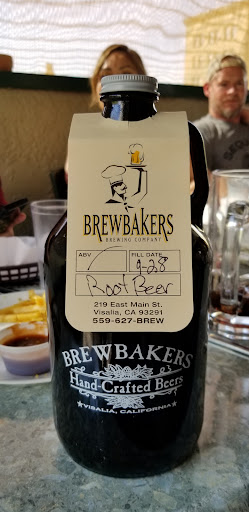 BREWBAKERS
BREWING COMPANY
ABV
FILL DATE
9-28
Root Beer
219 East Main St.
Visalia, CA 93291
559-627-BREW
BREWBAKERS
Hand-Crafted Beers
★VISALIA, CALIFORNIA★